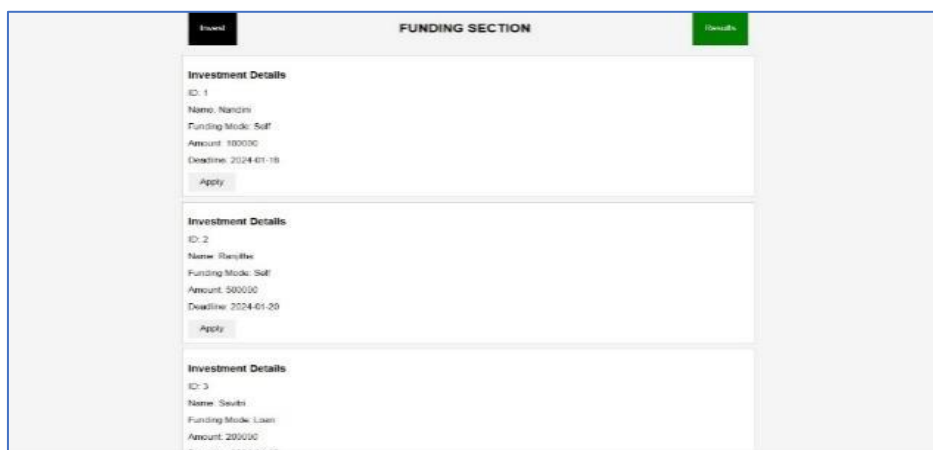 Invest
FUNDING SECTION
Results
Investment Details
ID: 1
Name: Nandini
Funding Mode: Self
Amount: 100000
Deadline: 2024-01-18
Apply
Investment Details
ID: 2
Name: Ranjitha
Funding Mode: Self
Amount: 500000
Deadline: 2024-01-20
Apply
Investment Details
ID: 3
Name: Savitri
Funding Mode: Loan
Amount: 200000